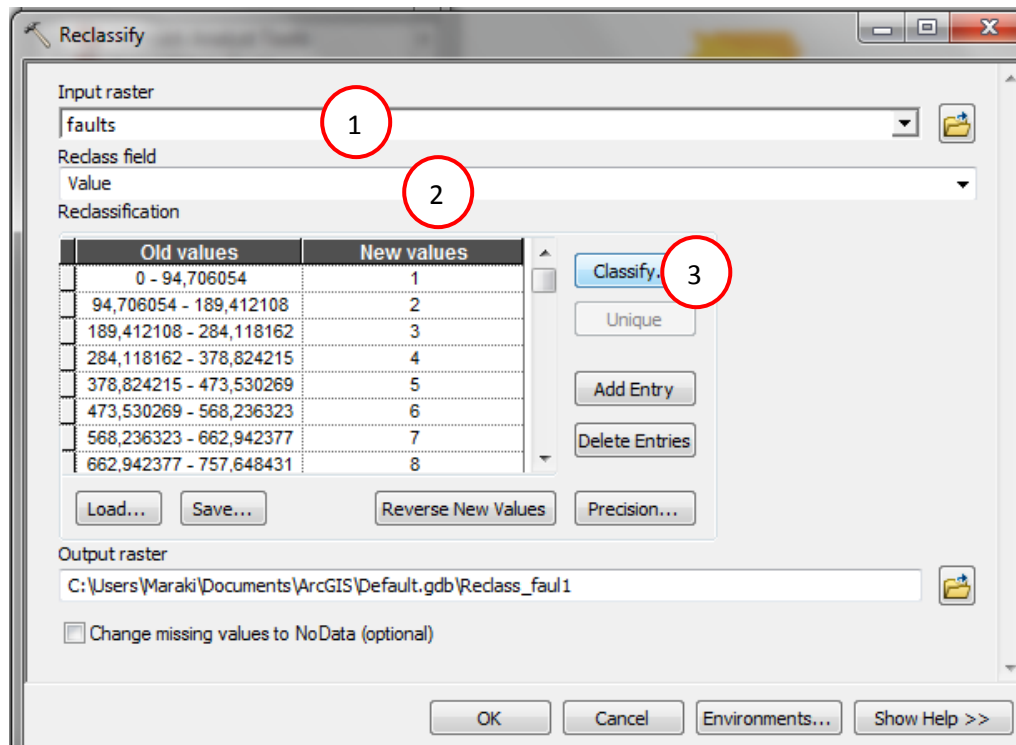 Reclassify
Input raster
faults
1
Reclass field
Value
2
Reclassification
Old values New values
0 - 94,706054 1
94,706054 - 189,412108 2
189,412108 - 284,118162 3
284,118162 - 378,824215 4
378,824215 - 473,530269 5
473,530269 - 568,236323 6
568,236323 - 662,942377 7
662,942377 - 757,648431 8
Classify.
3
Unique
Add Entry
Delete Entries
Load... Save... Reverse New Values Precision...
Output raster
C:\Users\Maraki\Documents\ArcGIS\Default.gdb\Reclass_faul1
Change missing values to NoData (optional)
OK Cancel Environments... Show Help >>